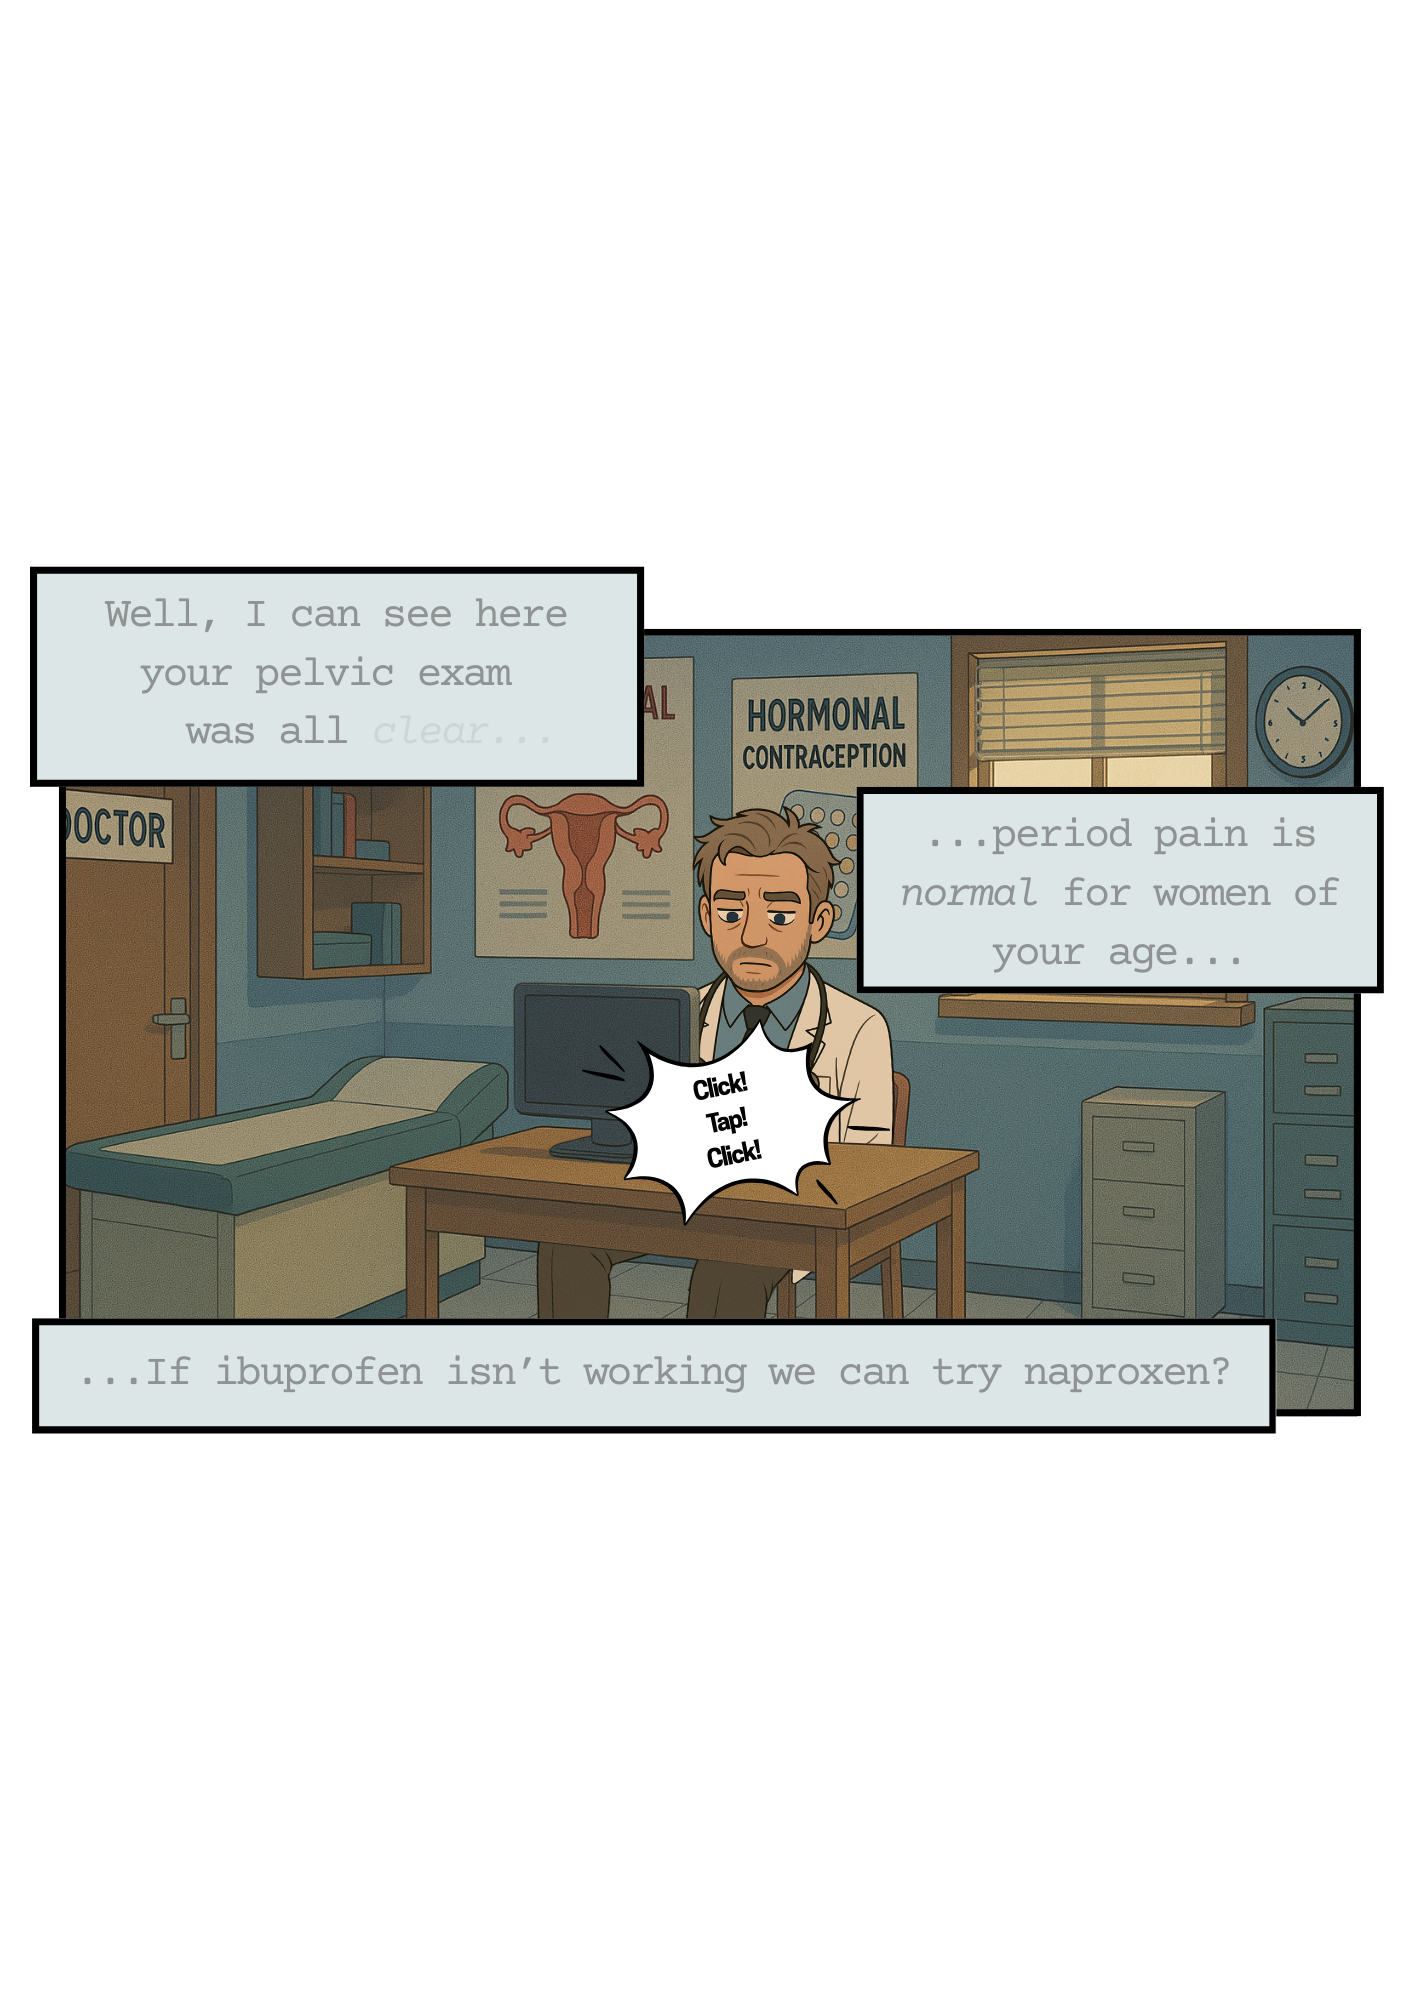 Well, I can see here
your pelvic exam
was all clear...
AL
HORMONAL
CONTRACEPTION
DOCTOR
...period pain is
normal for women of
your age...
Click!
Tap!
Click!
...If ibuprofen isn’t working we can try naproxen?